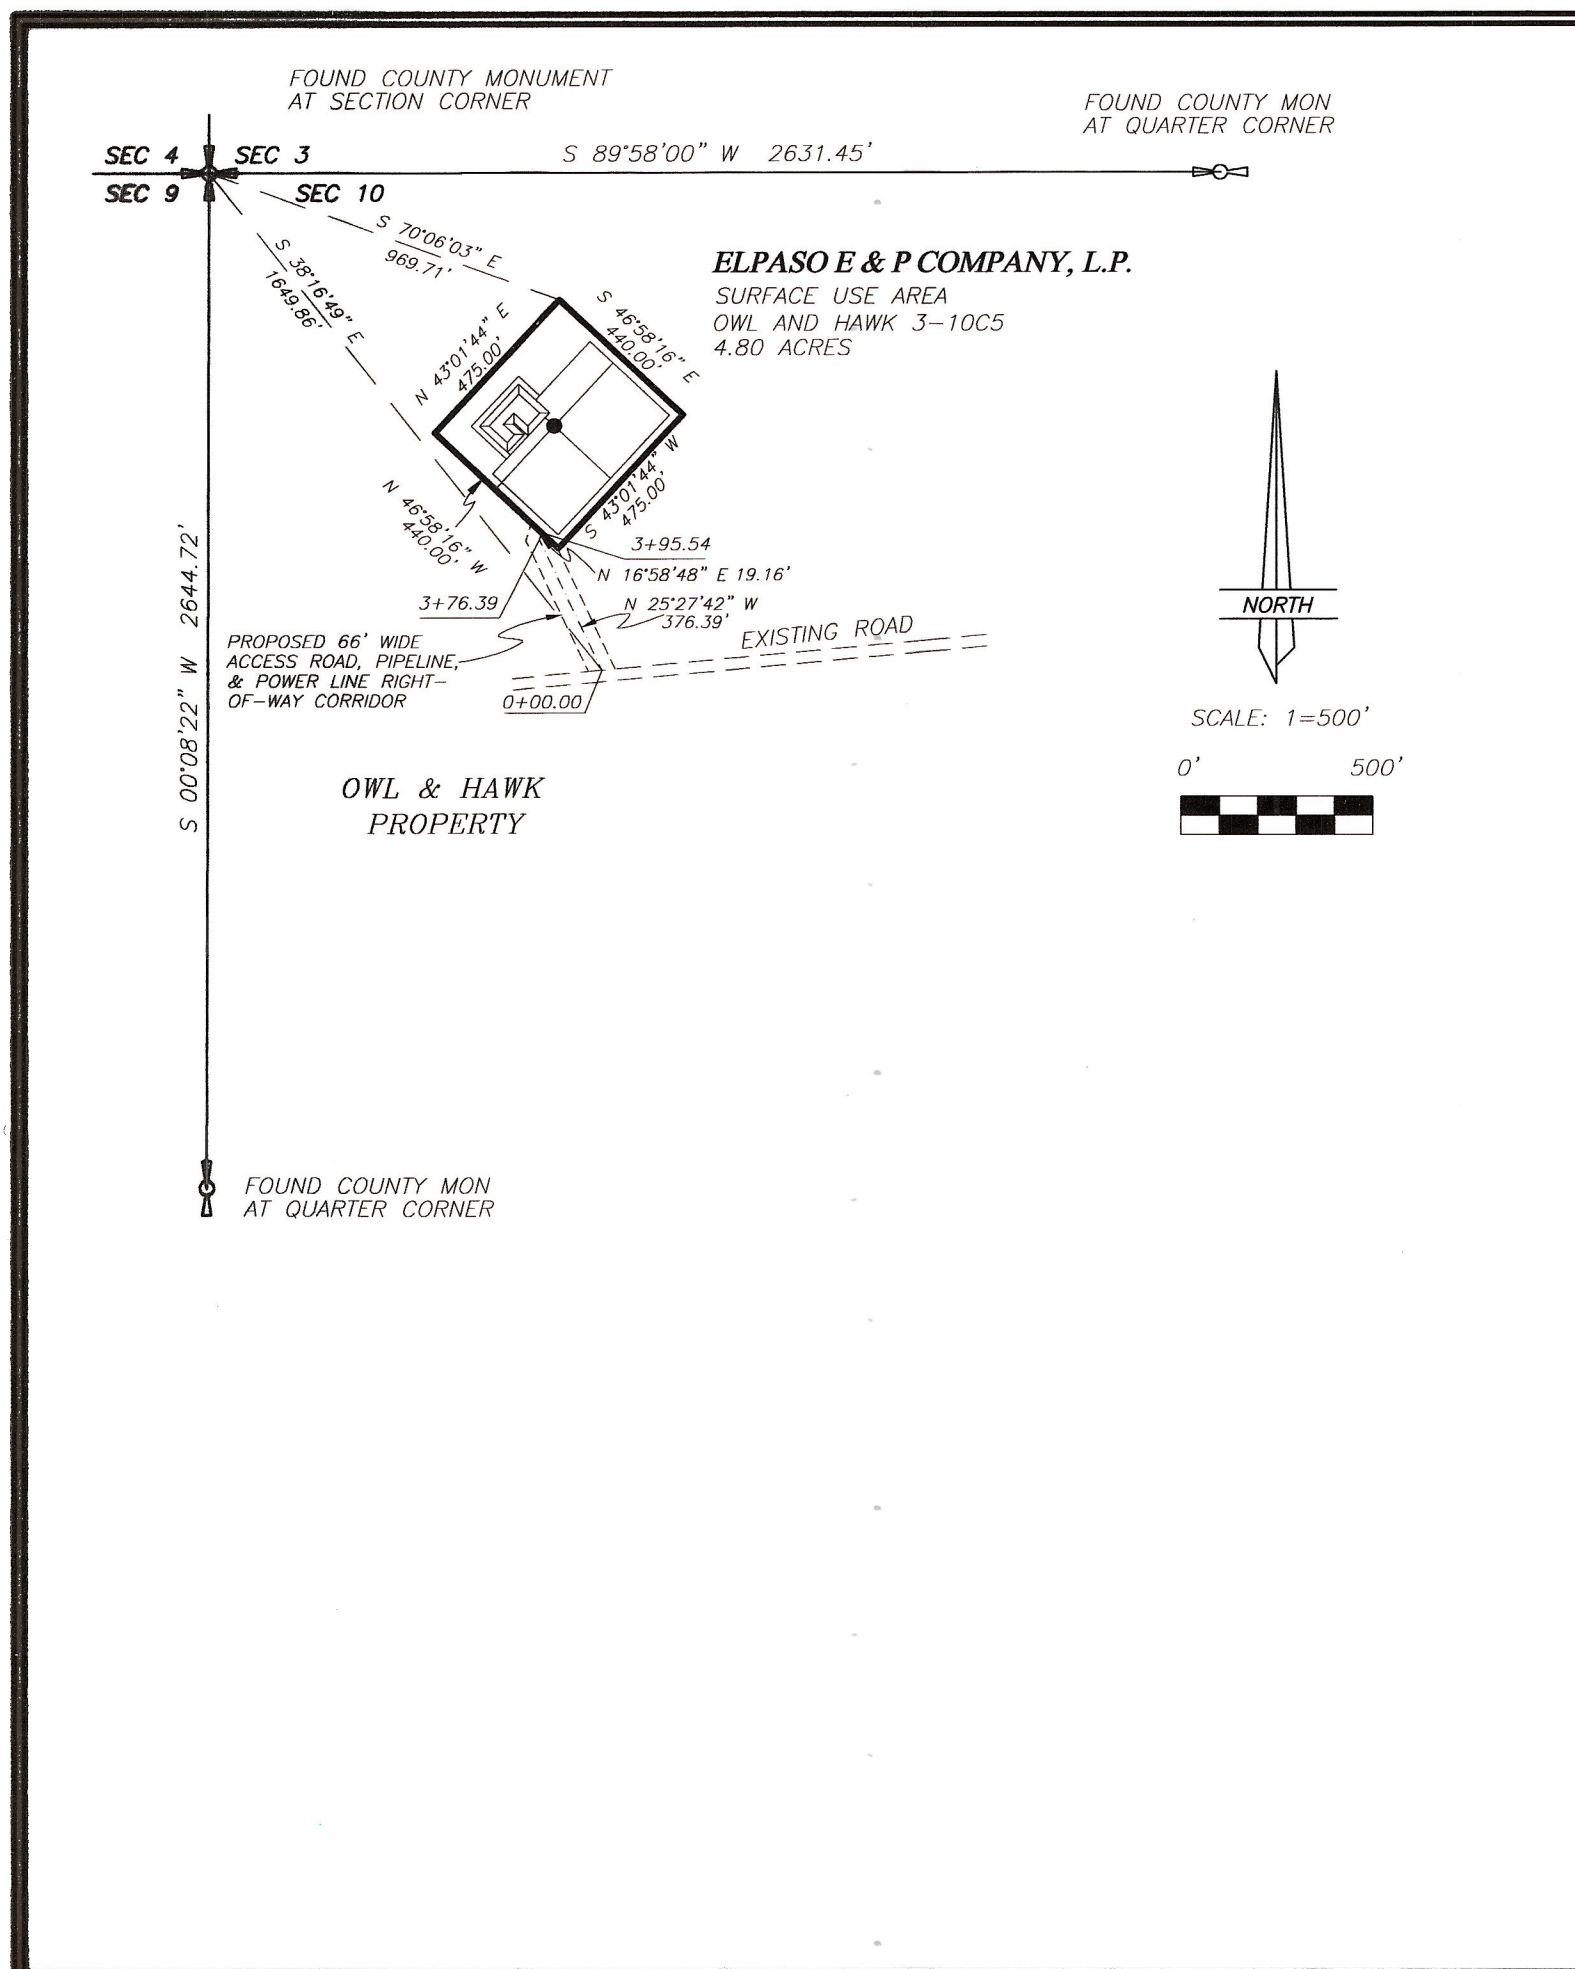 FOUND COUNTY MONUMENT
AT SECTION CORNER
FOUND COUNTY MON
AT QUARTER CORNER
SEC 4
SEC 3
S 89°58'00" W 2631.45'
SEC 9
SEC 10
S 70°06'03" E
969.71'
S 38°16'49" E
1649.86'
ELPASO E & P COMPANY, L.P.
SURFACE USE AREA
OWL AND HAWK 3-10C5
4.80 ACRES
N 43°01'44" E
475.00'
S 46°58'16" E
440.00'
N 46°58'16" W
440.00'
S 43°01'44" W
475.00'
3+95.54
N 16°58'48" E 19.16'
3+76.39
N 25°27'42" W
376.39'
EXISTING ROAD
PROPOSED 66' WIDE
ACCESS ROAD, PIPELINE,
& POWER LINE RIGHT-
OF-WAY CORRIDOR
0+00.00
S 00°08'22" W 2644.72'
NORTH
SCALE: 1=500'
0' 500'
OWL & HAWK
PROPERTY
FOUND COUNTY MON
AT QUARTER CORNER